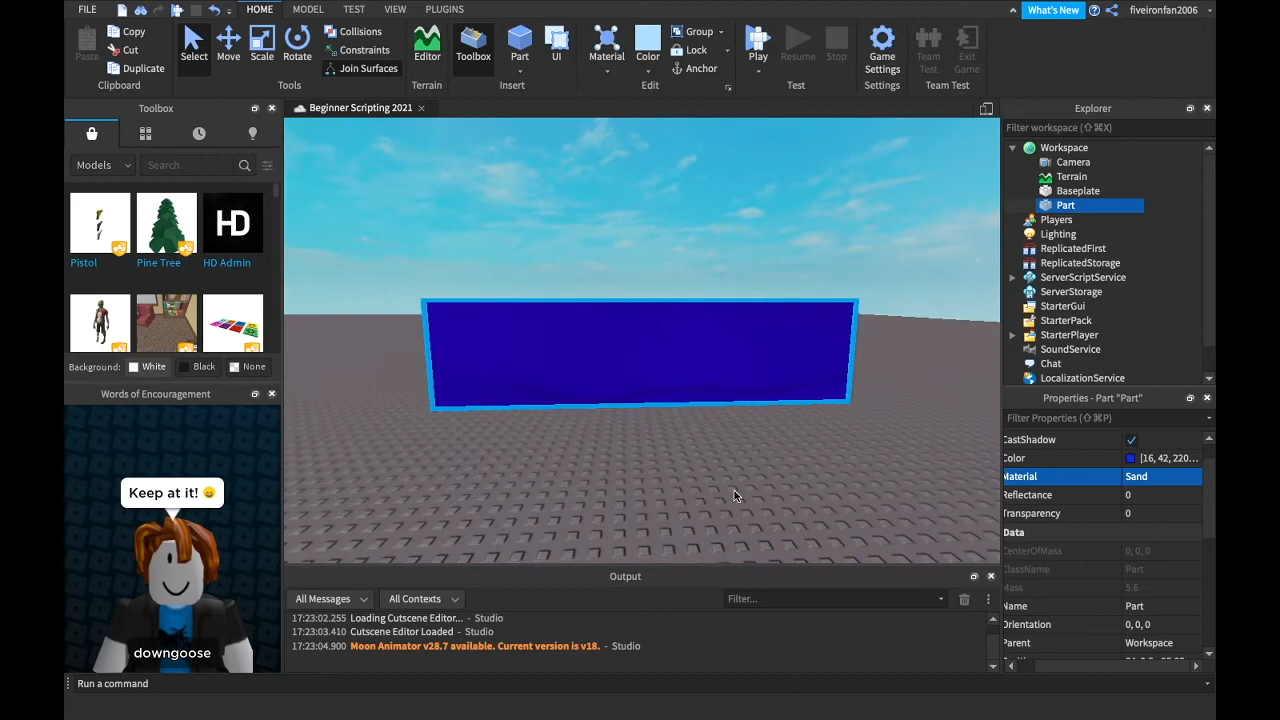 FILE HOME MODEL TEST VIEW PLUGINS What's New fiveironfan2006
Paste Copy Cut Duplicate Clipboard
Select Move Scale Rotate Collisions Constraints Join Surfaces Tools
Editor Terrain
Toolbox Part UI Insert
Material Color Group Lock Anchor Edit
Play Resume Stop Test
Game Settings Settings
Team Test Exit Game Team Test
Toolbox
Models Search
Pistol Pine Tree HD Admin
HD
Background: White Black None
Words of Encouragement
Keep at it!
downgoose
Beginner Scripting 2021
Output
All Messages All Contexts Filter...
17:23:02.255 Loading Cutscene Editor... - Studio
17:23:03.410 Cutscene Editor Loaded - Studio
17:23:04.900 Moon Animator v28.7 available. Current version is v18. - Studio
Explorer
Filter workspace (⇧⌘X)
Workspace
Camera
Terrain
Baseplate
Part
Players
Lighting
ReplicatedFirst
ReplicatedStorage
ServerScriptService
ServerStorage
StarterGui
StarterPack
StarterPlayer
SoundService
Chat
LocalizationService
Properties - Part "Part"
Filter Properties (⇧⌘P)
CastShadow
Color [16, 42, 220...
Material Sand
Reflectance 0
Transparency 0
Data
CenterOfMass 0, 0, 0
ClassName Part
Mass 5.6
Name Part
Orientation 0, 0, 0
Parent Workspace
Run a command